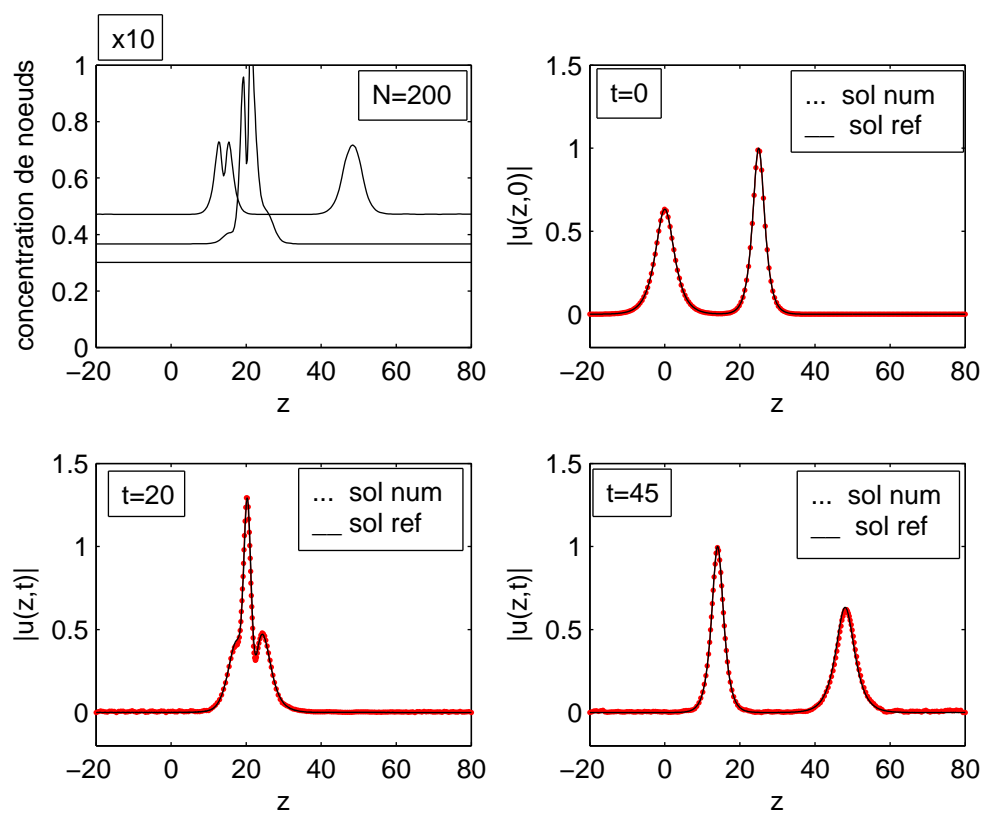 x10
N=200
concentration de noeuds
1
0.8
0.6
0.4
0.2
0
−20 0 20 40 60 80
z
t=0
... sol num
__ sol ref
|u(z,0)|
1.5
1
0.5
0
−20 0 20 40 60 80
z
t=20
... sol num
__ sol ref
|u(z,t)|
1.5
1
0.5
0
−20 0 20 40 60 80
z
t=45
... sol num
__ sol ref
|u(z,t)|
1.5
1
0.5
0
−20 0 20 40 60 80
z